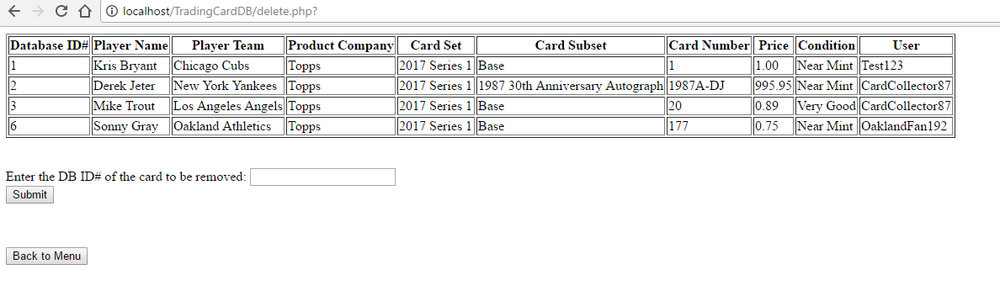 localhost/TradingCardDB/delete.php?
Database ID# Player Name Player Team Product Company Card Set Card Subset Card Number Price Condition User
1 Kris Bryant Chicago Cubs Topps 2017 Series 1 Base 1 1.00 Near Mint Test123
2 Derek Jeter New York Yankees Topps 2017 Series 1 1987 30th Anniversary Autograph 1987A-DJ 995.95 Near Mint CardCollector87
3 Mike Trout Los Angeles Angels Topps 2017 Series 1 Base 20 0.89 Very Good CardCollector87
6 Sonny Gray Oakland Athletics Topps 2017 Series 1 Base 177 0.75 Near Mint OaklandFan192
Enter the DB ID# of the card to be removed:
Submit
Back to Menu